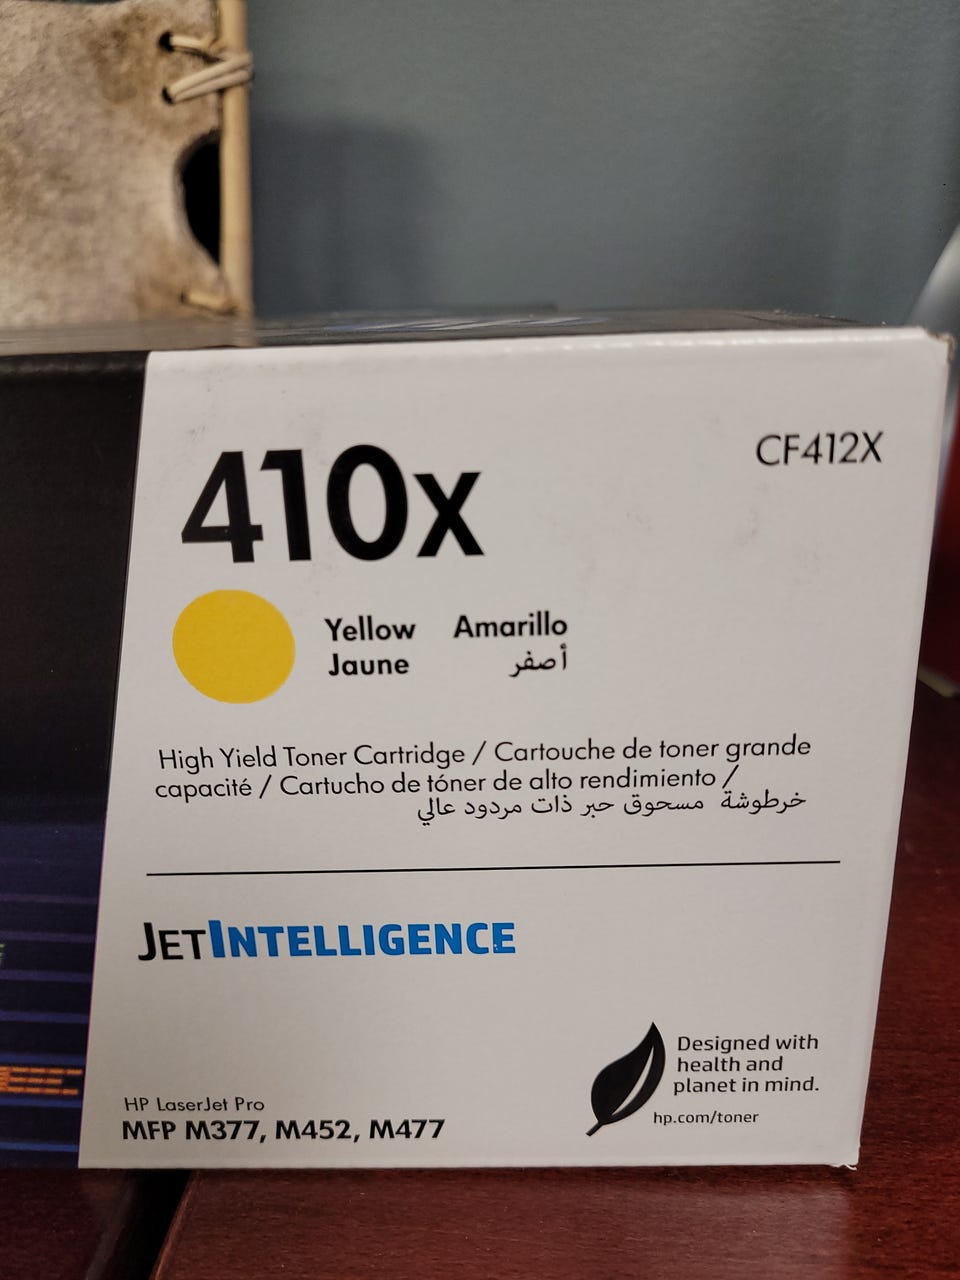 410x
CF412X
Yellow Amarillo
Jaune أصفر
High Yield Toner Cartridge / Cartouche de toner grande
capacité / Cartucho de tóner de alto rendimiento /
خرطوشة مسحوق حبر ذات مردود عالي
JETINTELLIGENCE
Designed with
health and
planet in mind.
hp.com/toner
HP LaserJet Pro
MFP M377, M452, M477